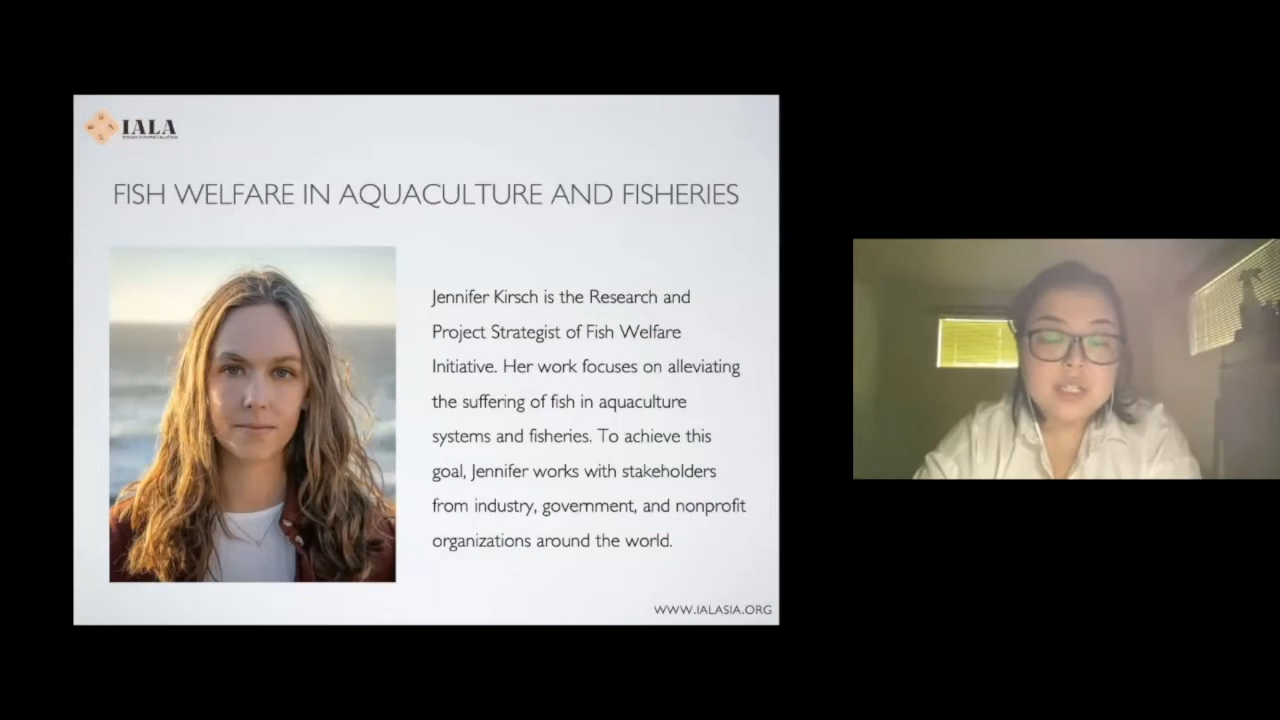 IALA
FISH WELFARE IN AQUACULTURE AND FISHERIES
Jennifer Kirsch is the Research and
Project Strategist of Fish Welfare
Initiative. Her work focuses on alleviating
the suffering of fish in aquaculture
systems and fisheries. To achieve this
goal, Jennifer works with stakeholders
from industry, government, and nonprofit
organizations around the world.
WWW.IALASIA.ORG